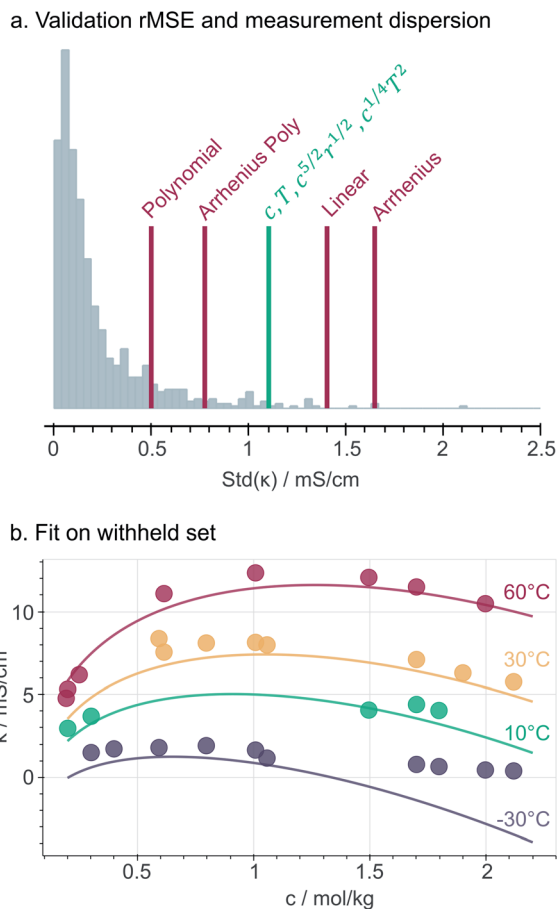 a. Validation rMSE and measurement dispersion
Polynomial
Arrhenius Poly
c,T,c^{5/2}r^{1/2},c^{1/4}T^2
Linear
Arrhenius
0 0.5 1 1.5 2 2.5
Std(κ) / mS/cm
b. Fit on withheld set
60°C
10
30°C
5
10°C
0
-30°C
κ / mS/cm
0.5 1 1.5 2
c / mol/kg